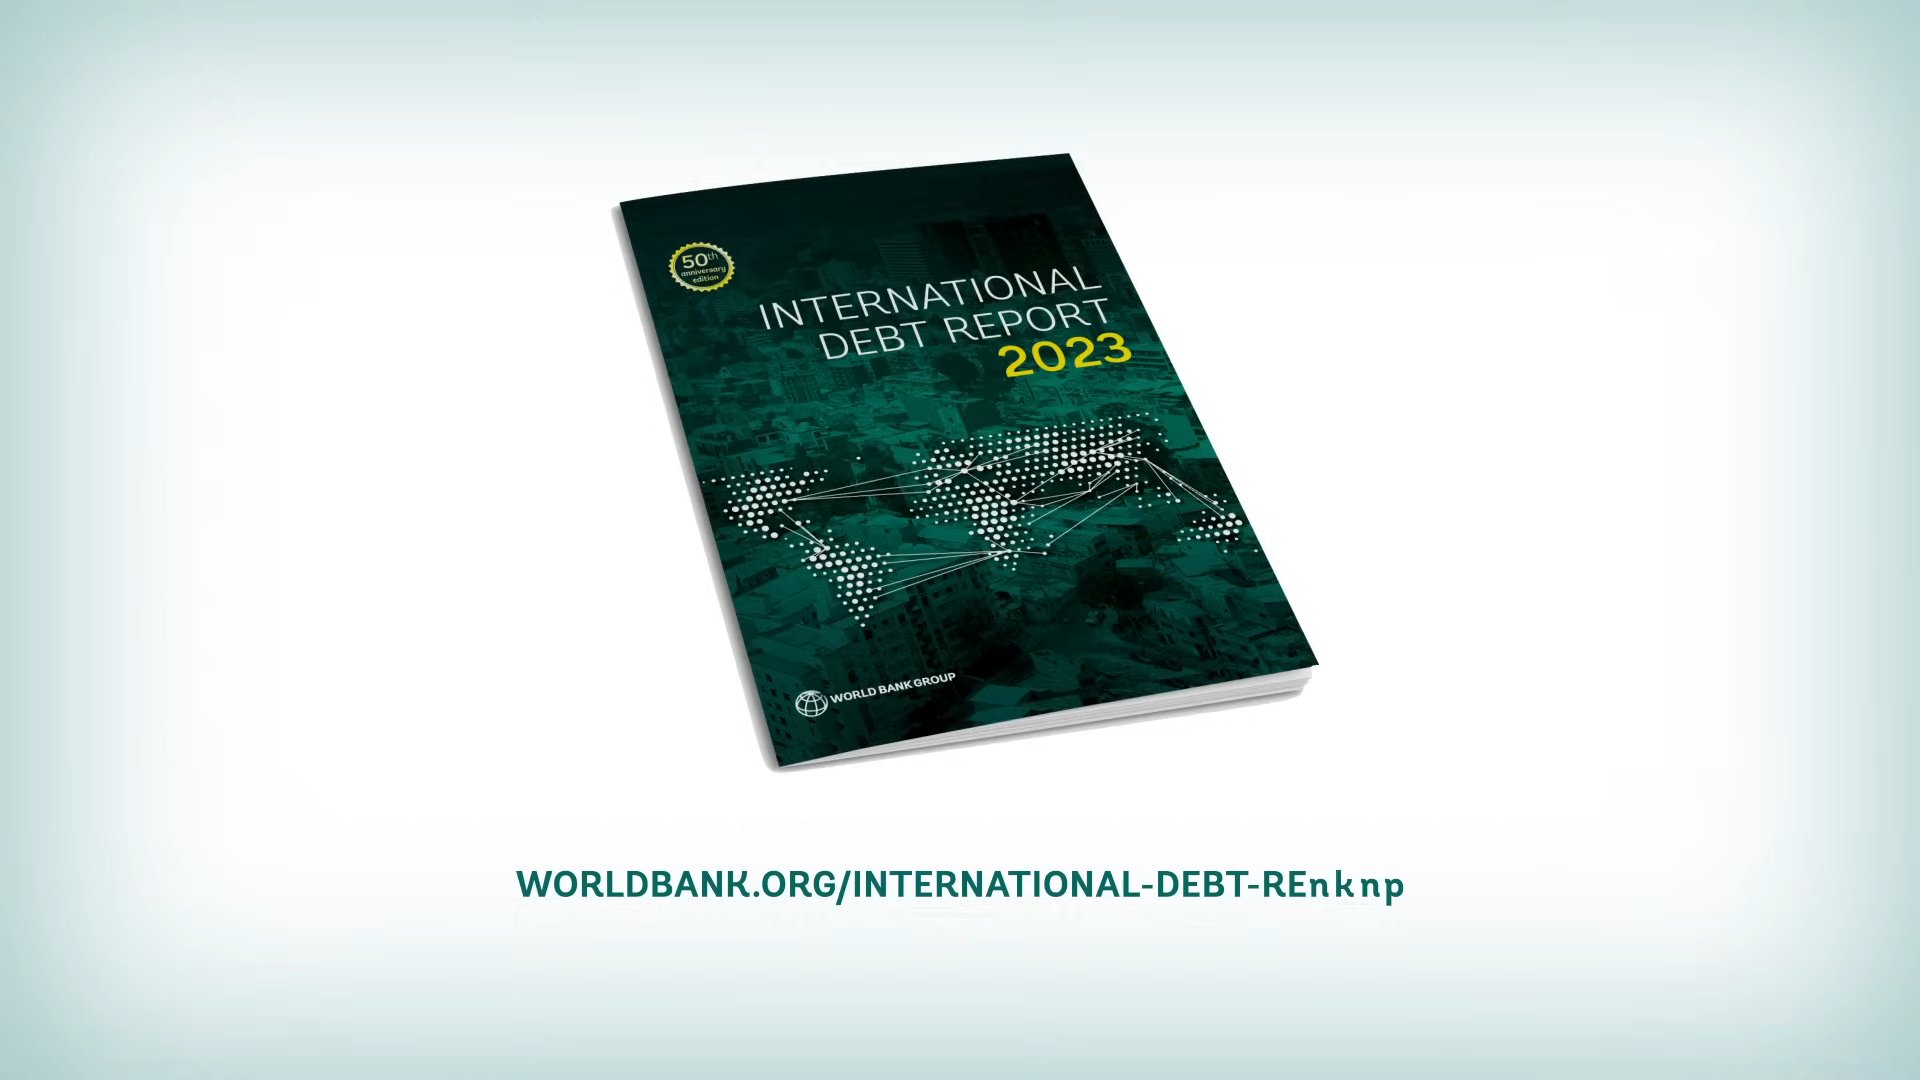 50th
anniversary
edition
INTERNATIONAL
DEBT REPORT
2023
WORLD BANK GROUP
WORLDBANK.ORG/INTERNATIONAL-DEBT-REnknp